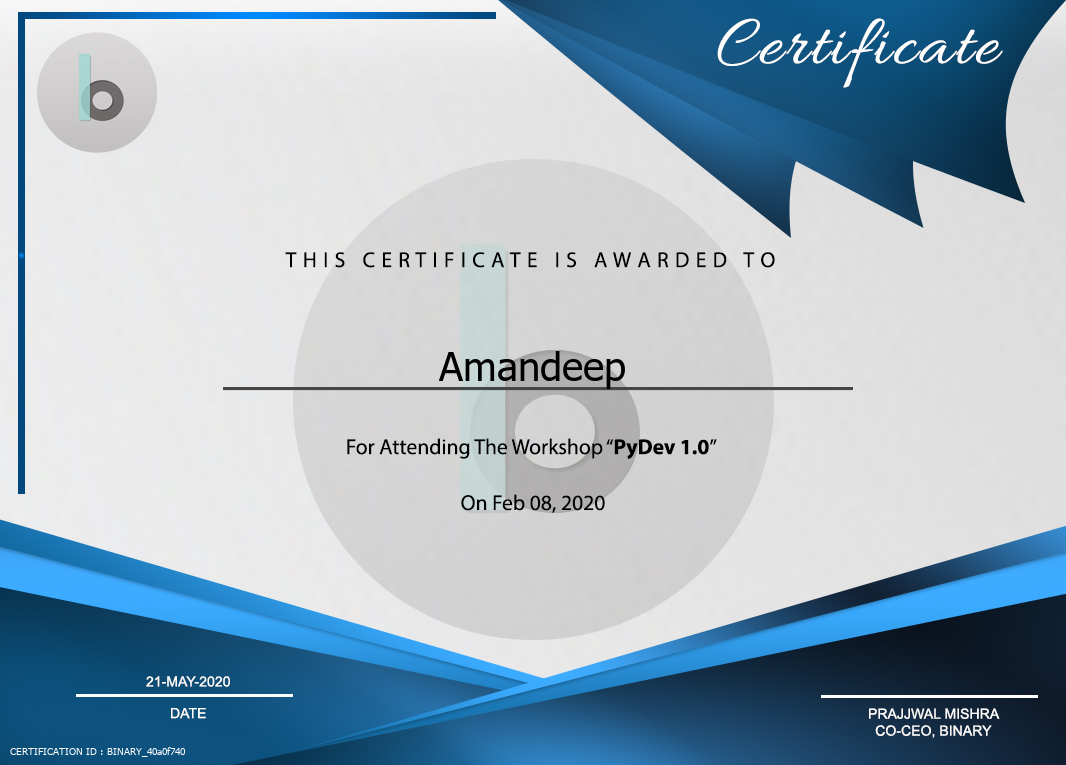 Certificate
THIS CERTIFICATE IS AWARDED TO
Amandeep
For Attending The Workshop “PyDev 1.0”
On Feb 08, 2020
21-MAY-2020
DATE
PRAJJWAL MISHRA
CO-CEO, BINARY
CERTIFICATION ID : BINARY_40a0f740